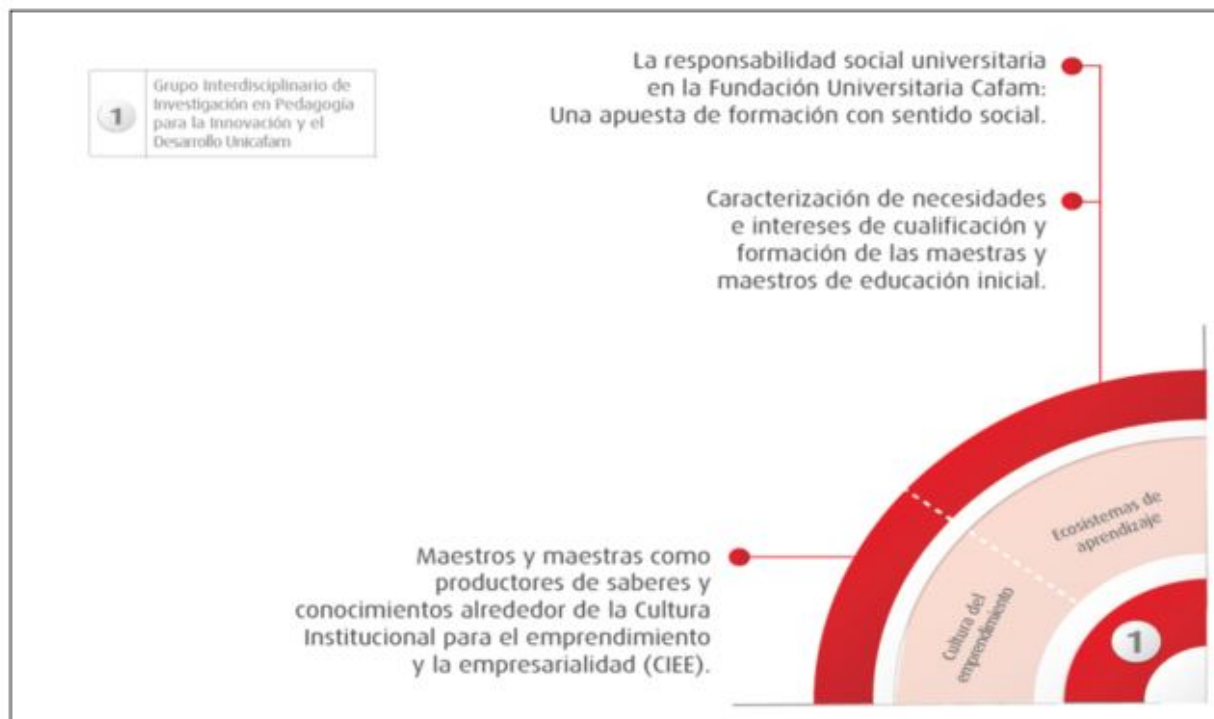 1
Grupo Interdisciplinario de
Investigación en Pedagogía
para la Innovación y el
Desarrollo Unicafam
La responsabilidad social universitaria
en la Fundación Universitaria Cafam:
Una apuesta de formación con sentido social.
Caracterización de necesidades
e intereses de cualificación y
formación de las maestras y
maestros de educación inicial.
Ecosistemas de
aprendizaje
Maestros y maestras como
productores de saberes y
conocimientos alrededor de la Cultura
Institucional para el emprendimiento
y la empresarialidad (CIEE).
Cultura del
emprendimiento
1